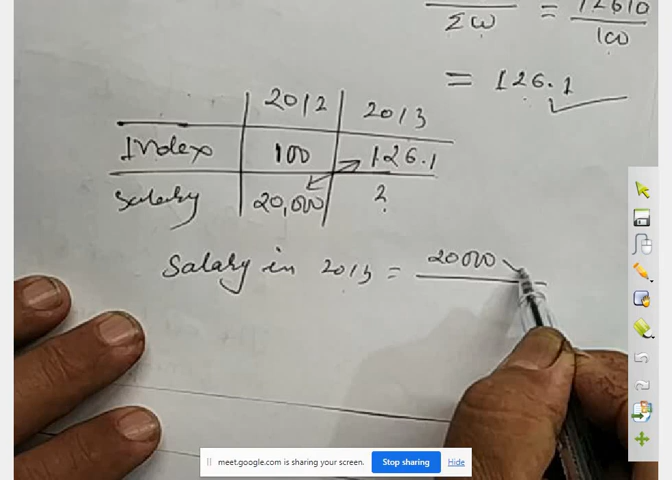 ΣW = 12610
100
= 126.1
2012 2013
Index 100 126.1
Salary 20,000 ?
Salary in 2013 = 20000 ×
meet.google.com is sharing your screen. Stop sharing Hide